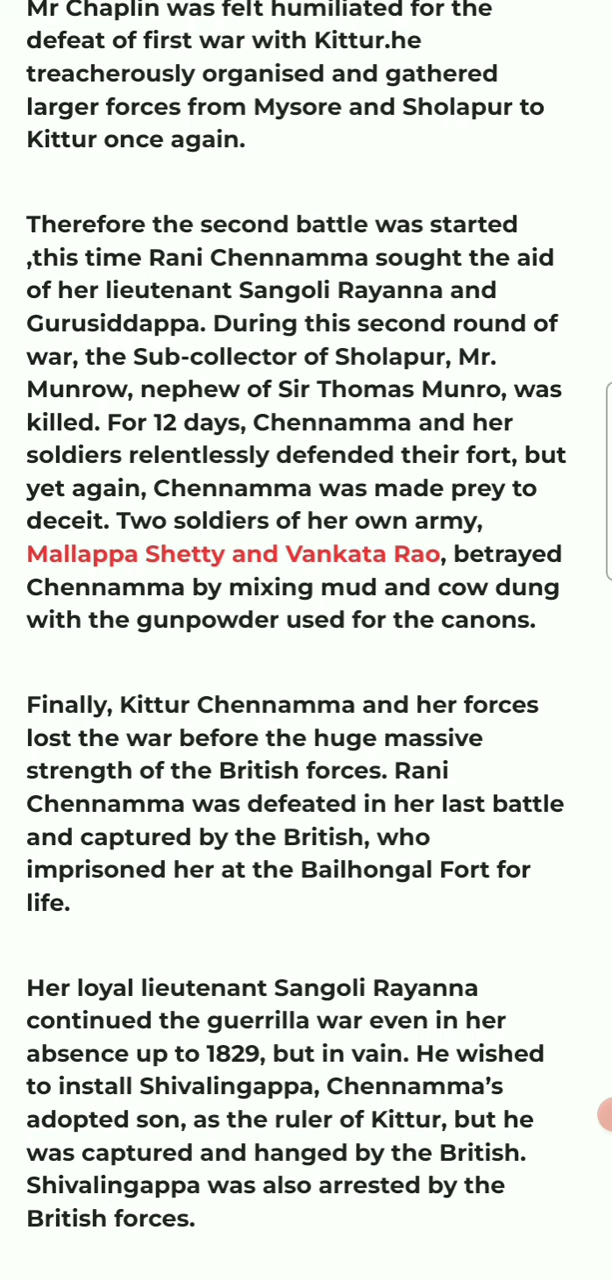 Mr Chaplin was felt humiliated for the
defeat of first war with Kittur.he
treacherously organised and gathered
larger forces from Mysore and Sholapur to
Kittur once again.
Therefore the second battle was started
,this time Rani Chennamma sought the aid
of her lieutenant Sangoli Rayanna and
Gurusiddappa. During this second round of
war, the Sub-collector of Sholapur, Mr.
Munrow, nephew of Sir Thomas Munro, was
killed. For 12 days, Chennamma and her
soldiers relentlessly defended their fort, but
yet again, Chennamma was made prey to
deceit. Two soldiers of her own army,
Mallappa Shetty and Vankata Rao, betrayed
Chennamma by mixing mud and cow dung
with the gunpowder used for the canons.
Finally, Kittur Chennamma and her forces
lost the war before the huge massive
strength of the British forces. Rani
Chennamma was defeated in her last battle
and captured by the British, who
imprisoned her at the Bailhongal Fort for
life.
Her loyal lieutenant Sangoli Rayanna
continued the guerrilla war even in her
absence up to 1829, but in vain. He wished
to install Shivalingappa, Chennamma’s
adopted son, as the ruler of Kittur, but he
was captured and hanged by the British.
Shivalingappa was also arrested by the
British forces.